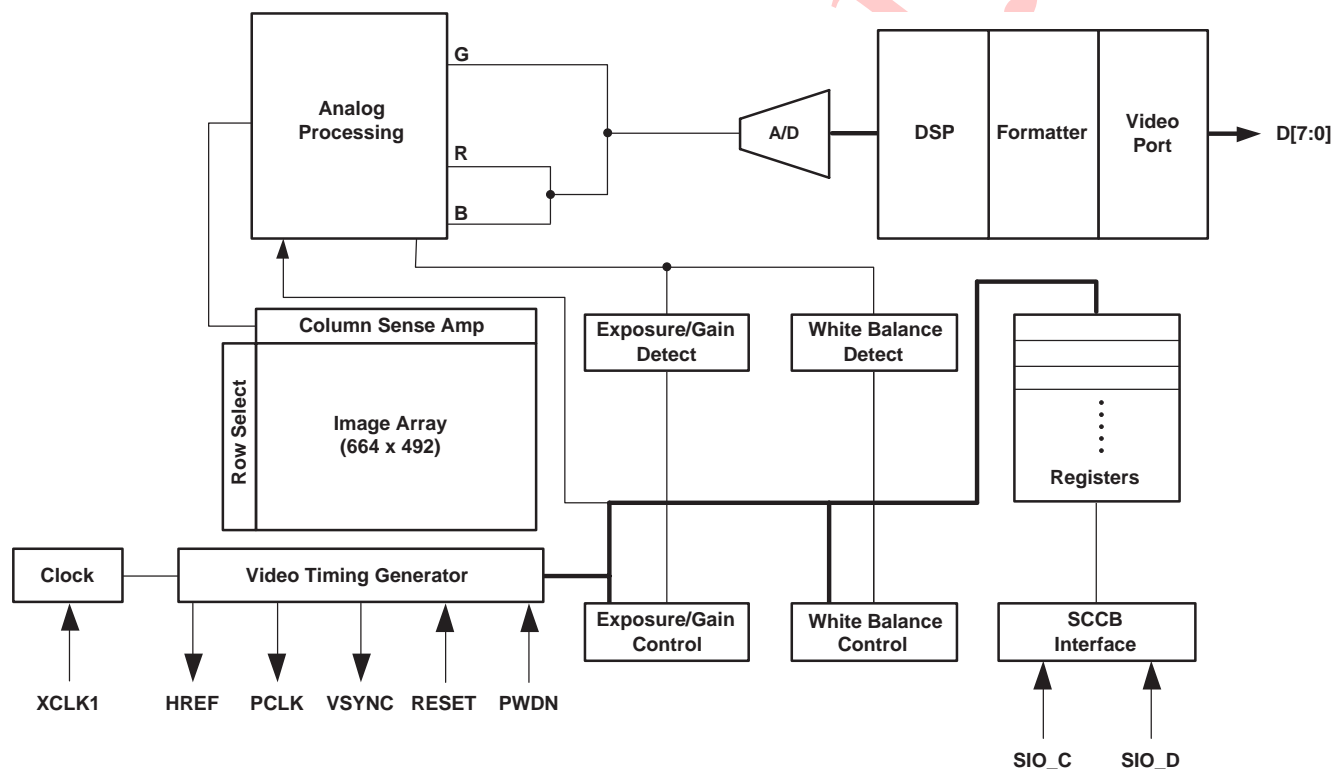 G
Analog
Processing
R
B
A/D
DSP
Formatter
Video
Port
D[7:0]
Column Sense Amp
Row Select
Image Array
(664 x 492)
Exposure/Gain
Detect
White Balance
Detect
Registers
Clock
Video Timing Generator
Exposure/Gain
Control
White Balance
Control
SCCB
Interface
XCLK1
HREF
PCLK
VSYNC
RESET
PWDN
SIO_C
SIO_D